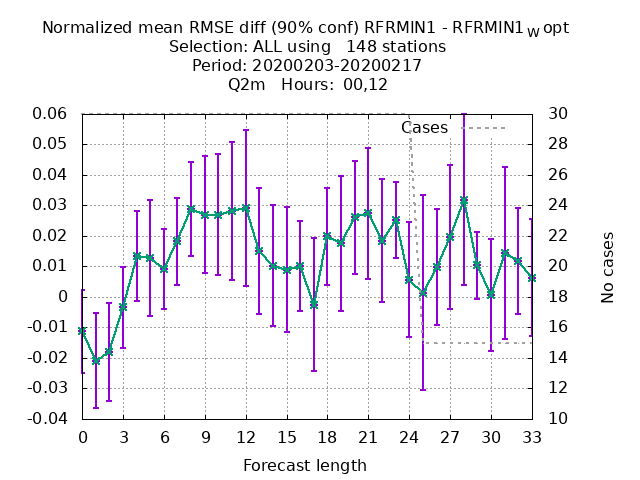 Normalized mean RMSE diff (90% conf) RFRMIN1 - RFRMIN1W opt
Selection: ALL using   148 stations
Period: 20200203-20200217
Q2m   Hours:  00,12
Cases
0.06
0.05
0.04
0.03
0.02
0.01
0
-0.01
-0.02
-0.03
-0.04
30
28
26
24
22
20
18
16
14
12
10
No cases
0 3 6 9 12 15 18 21 24 27 30 33
Forecast length